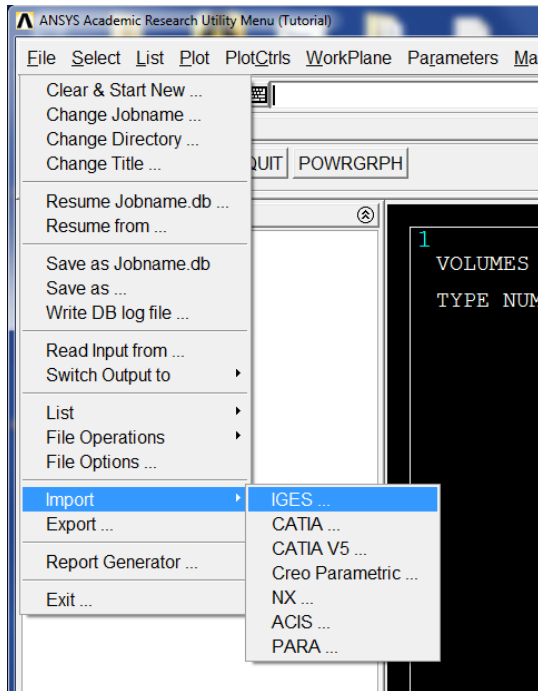 ANSYS Academic Research Utility Menu (Tutorial)
File Select List Plot PlotCtrls WorkPlane Parameters Ma
Clear & Start New ...
Change Jobname ...
Change Directory ...
Change Title ...
QUIT POWRGRPH
Resume Jobname.db ...
Resume from ...
Save as Jobname.db
Save as ...
Write DB log file ...
Read Input from ...
Switch Output to
List
File Operations
File Options ...
Import
Export ...
Report Generator ...
Exit ...
IGES ...
CATIA ...
CATIA V5 ...
Creo Parametric ...
NX ...
ACIS ...
PARA ...
1
VOLUMES
TYPE NUM